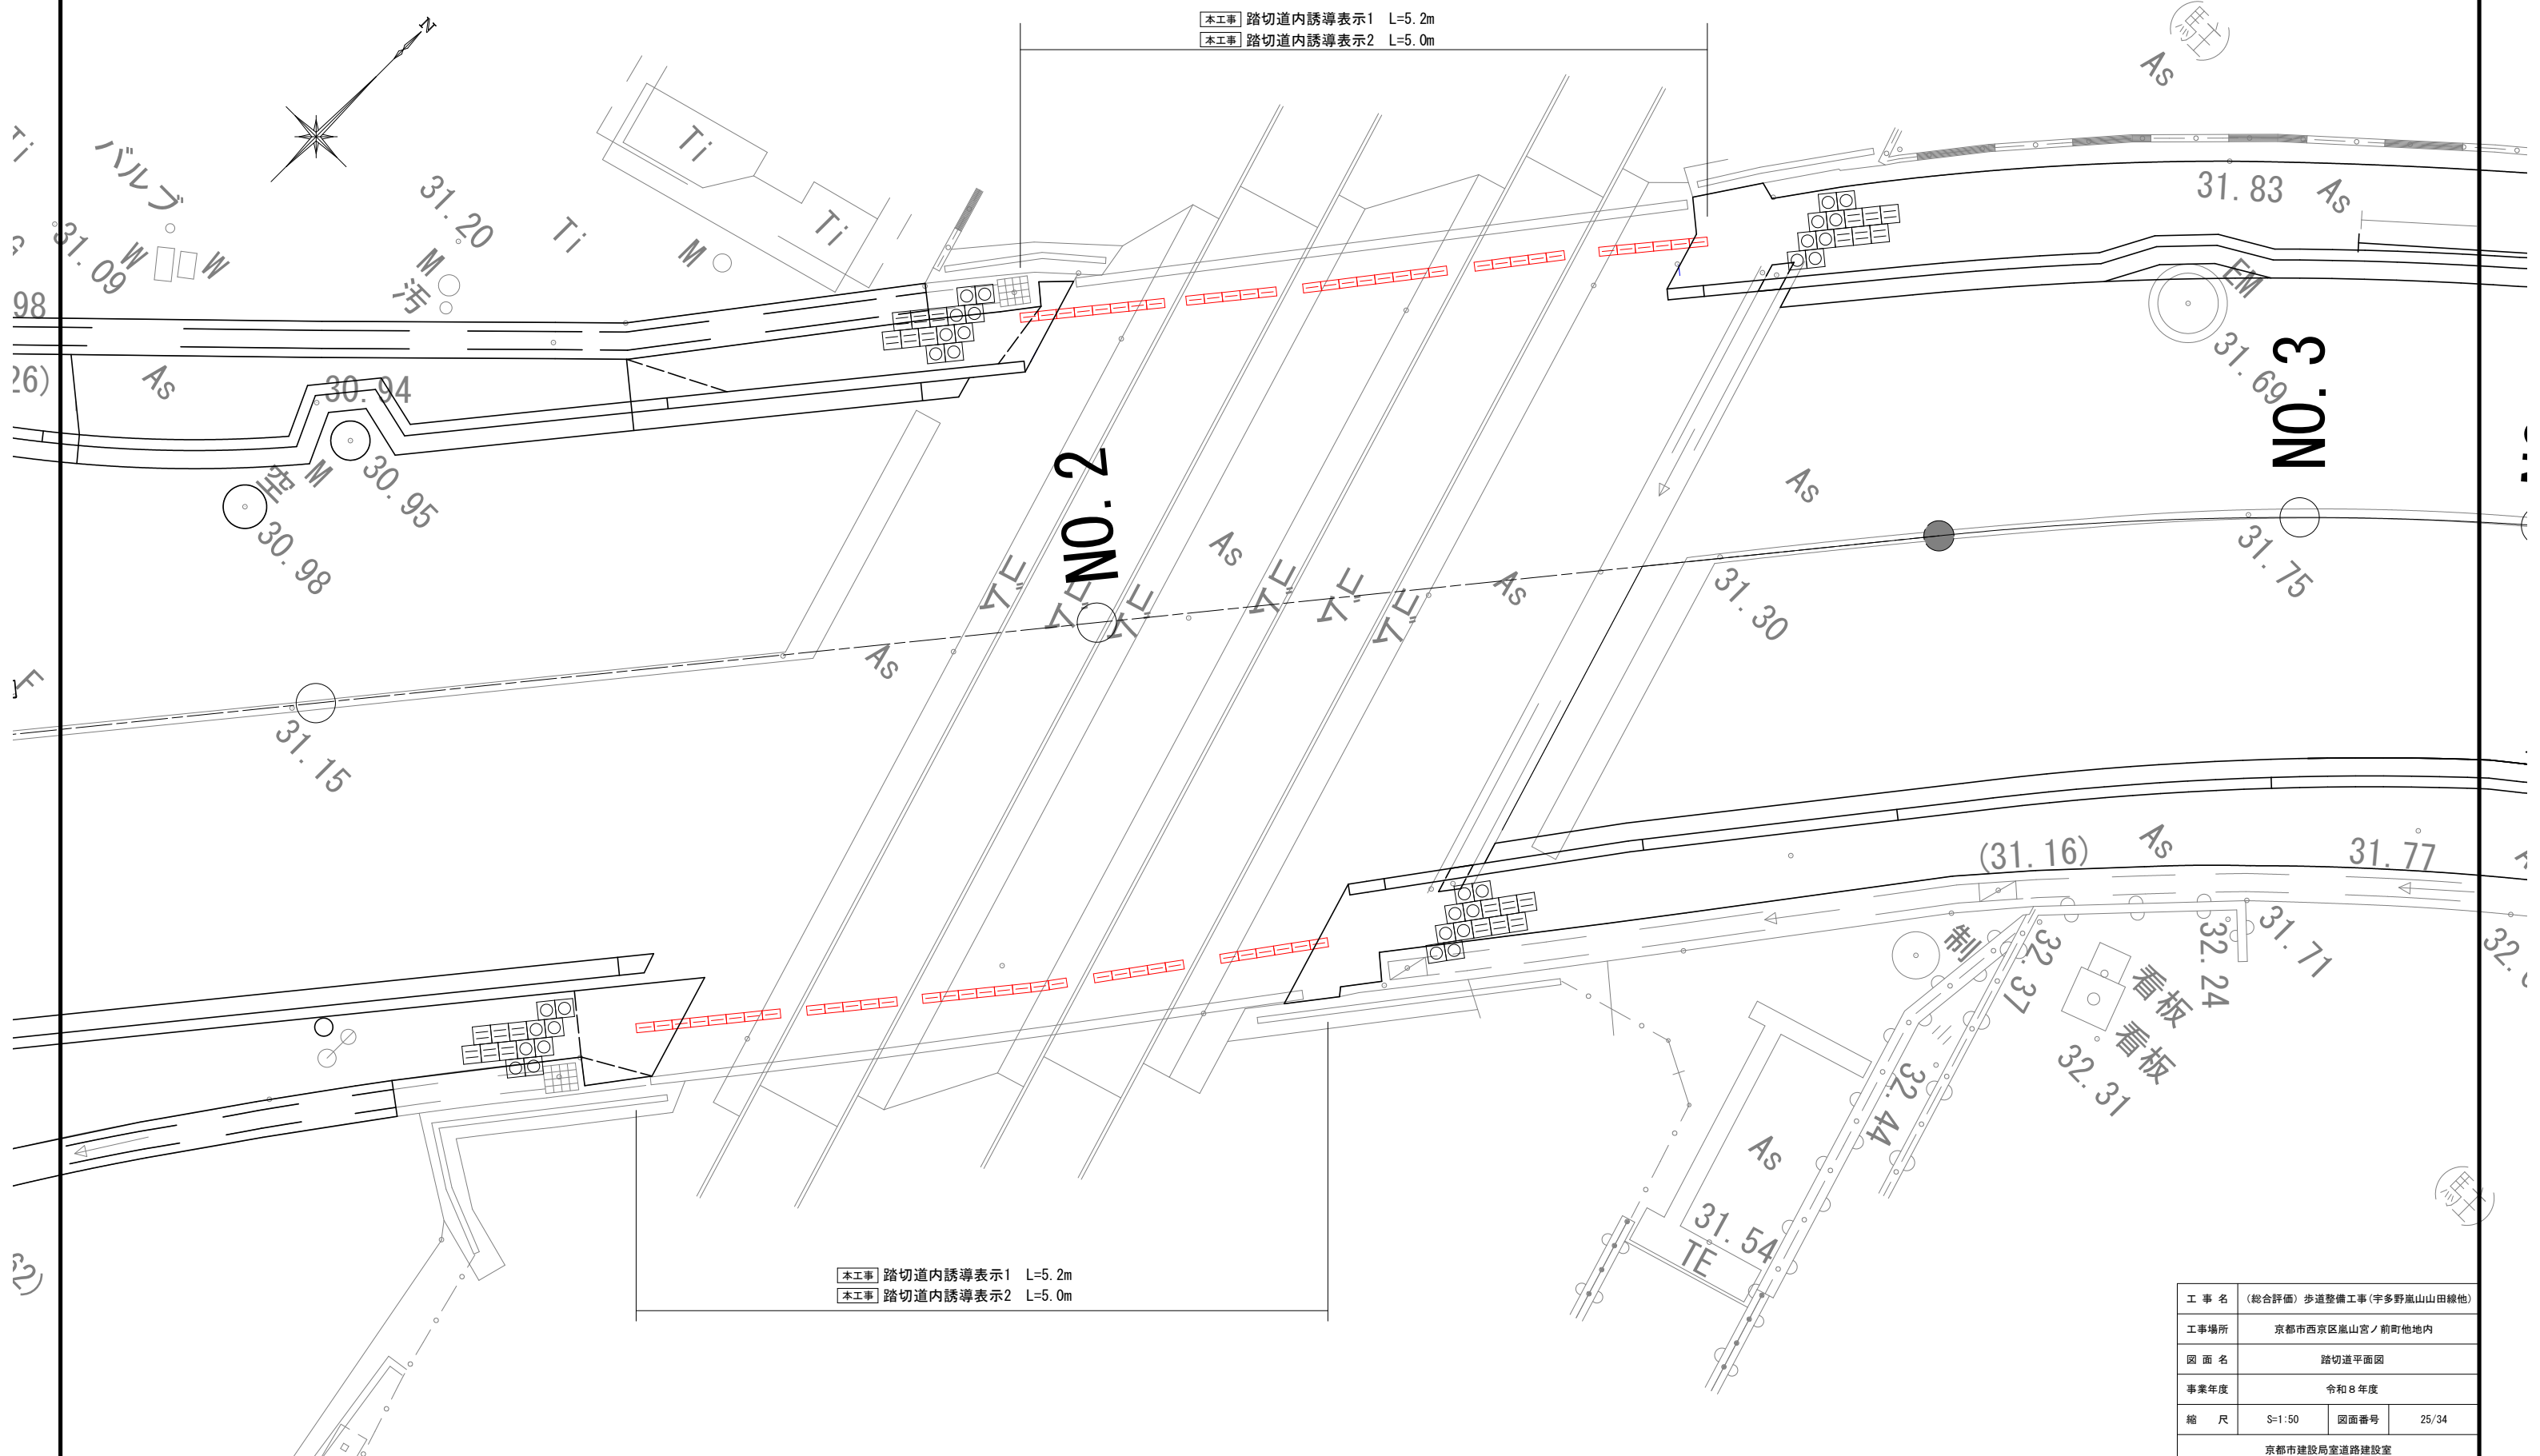 本工事 踏切道内誘導表示1 L=5.2m
本工事 踏切道内誘導表示2 L=5.0m
N
As
Ti
バルブ
31.20
Ti
Ti
Ti
M
M
汚
W
W
31.09
98
31.83
As
EM
31.69
NO.3
26)
As
30.94
空
M
30.95
30.98
NO.2
As
As
As
31.75
31.30
As
F
31.15
(31.16)
As
31.77
制
32.37
32.24
31.71
看板
看板
32.31
32.44
As
31.54
TE
本工事 踏切道内誘導表示1 L=5.2m
本工事 踏切道内誘導表示2 L=5.0m
工事名 (総合評価)歩道整備工事(宇多野嵐山山田線他)
工事場所 京都市西京区嵐山宮ノ前町他地内
図面名 踏切道平面図
事業年度 令和8年度
縮尺 S=1:50 図面番号 25/34
京都市建設局室道路建設室